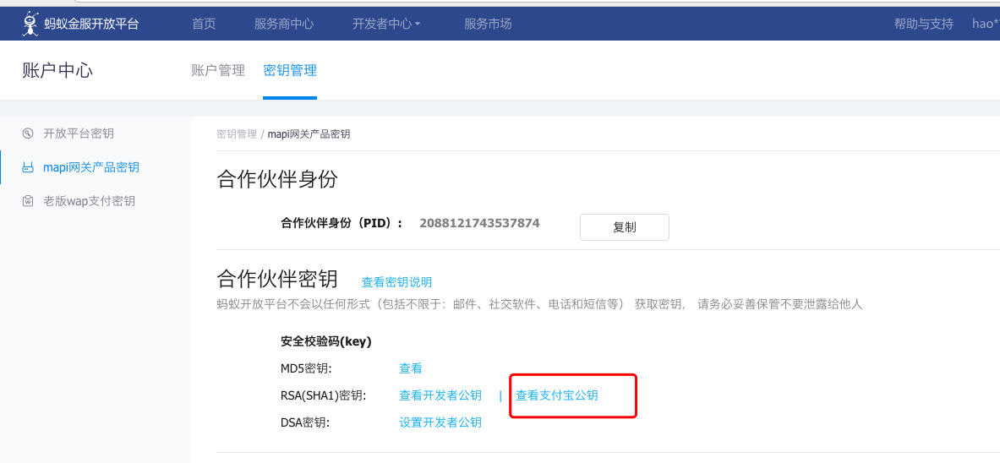 蚂蚁金服开放平台 首页 服务商中心 开发者中心 服务市场 帮助与支持 hao*
账户中心 账户管理 密钥管理
开放平台密钥
mapi网关产品密钥
老版wap支付密钥
密钥管理 / mapi网关产品密钥
合作伙伴身份
合作伙伴身份（PID）: 2088121743537874 复制
合作伙伴密钥 查看密钥说明
蚂蚁开放平台不会以任何形式（包括不限于：邮件、社交软件、电话和短信等） 获取密钥， 请务必妥善保管不要泄露给他人
安全校验码(key)
MD5密钥: 查看
RSA(SHA1)密钥: 查看开发者公钥 | 查看支付宝公钥
DSA密钥: 设置开发者公钥